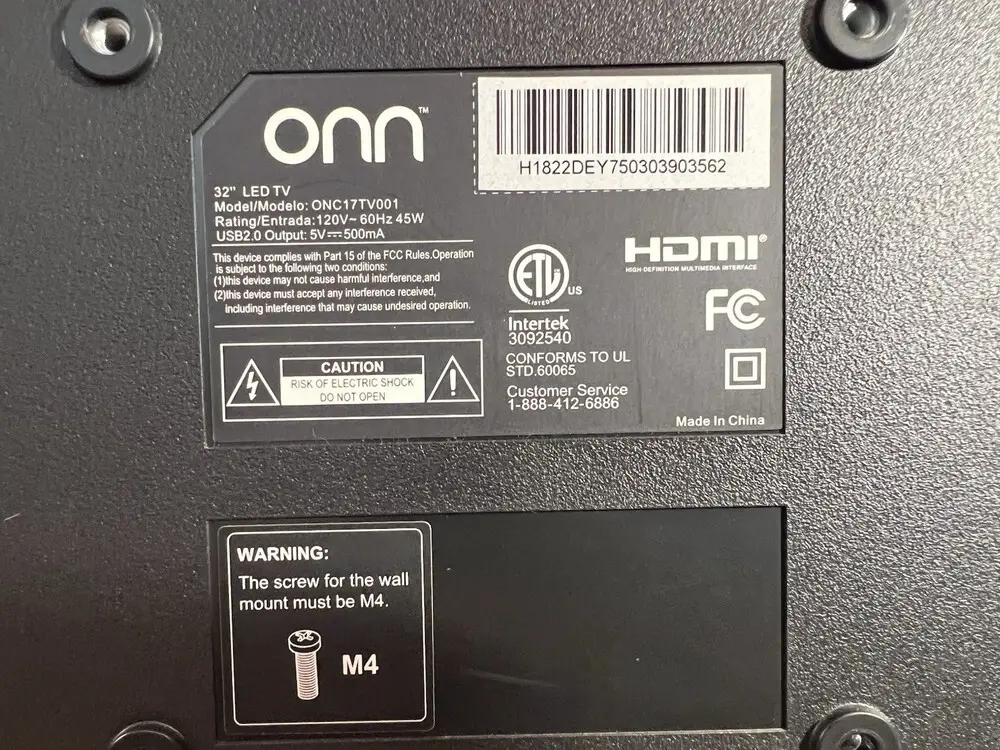 onn™
H1822DEY750303903562
32" LED TV
Model/Modelo: ONC17TV001
Rating/Entrada:120V~ 60Hz 45W
USB2.0 Output: 5V⎓500mA
This device complies with Part 15 of the FCC Rules.Operation
is subject to the following two conditions:
(1)this device may not cause harmful interference,and
(2)this device must accept any interference received,
including interference that may cause undesired operation.
CAUTION
RISK OF ELECTRIC SHOCK
DO NOT OPEN
ETL
LISTED
US
Intertek
3092540
CONFORMS TO UL
STD.60065
Customer Service
1-888-412-6886
HDMI®
HIGH-DEFINITION MULTIMEDIA INTERFACE
FC
Made In China
WARNING:
The screw for the wall
mount must be M4.
M4